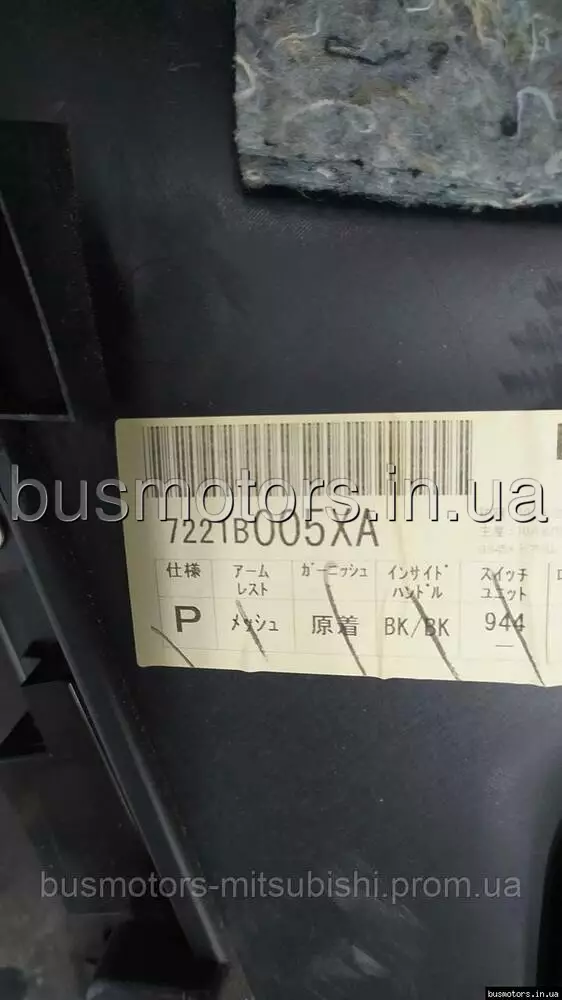 busmotors.in.ua
7221B005XA
仕様 アーム レスト ガーニッシュ インサイド ハンドル スイッチ ユニット
P メッシュ 原着 BK/BK 944
—
busmotors-mitsubishi.prom.ua
busmotors.in.ua